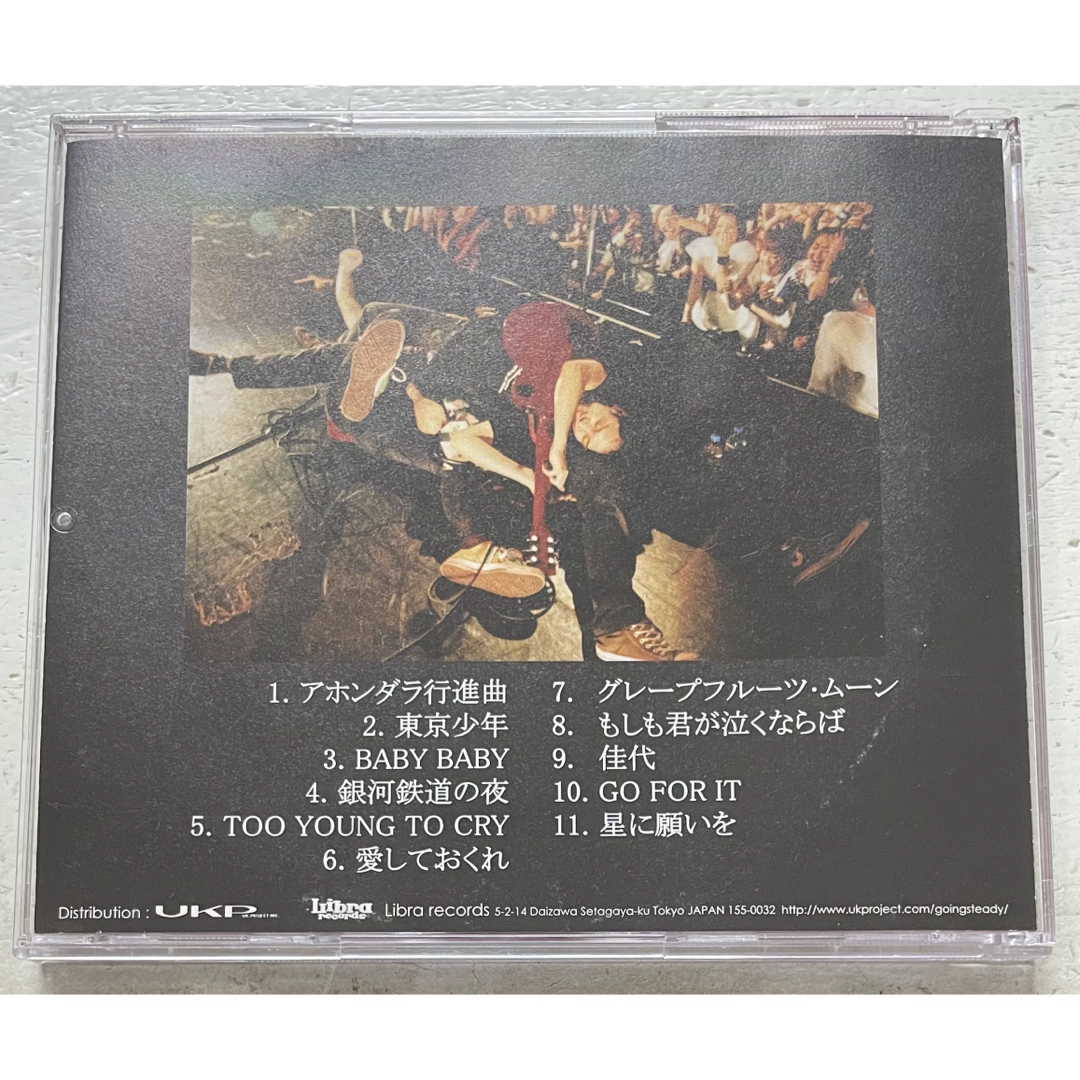 1. アホンダラ行進曲
2. 東京少年
3. BABY BABY
4. 銀河鉄道の夜
5. TOO YOUNG TO CRY
6. 愛しておくれ
7. グレープフルーツ・ムーン
8. もしも君が泣くならば
9. 佳代
10. GO FOR IT
11. 星に願いを
Distribution : UKP UK PROJECT INC. Libra records Libra records 5-2-14 Daizawa Setagaya-ku Tokyo JAPAN 155-0032 http://www.ukproject.com/goingsteady/